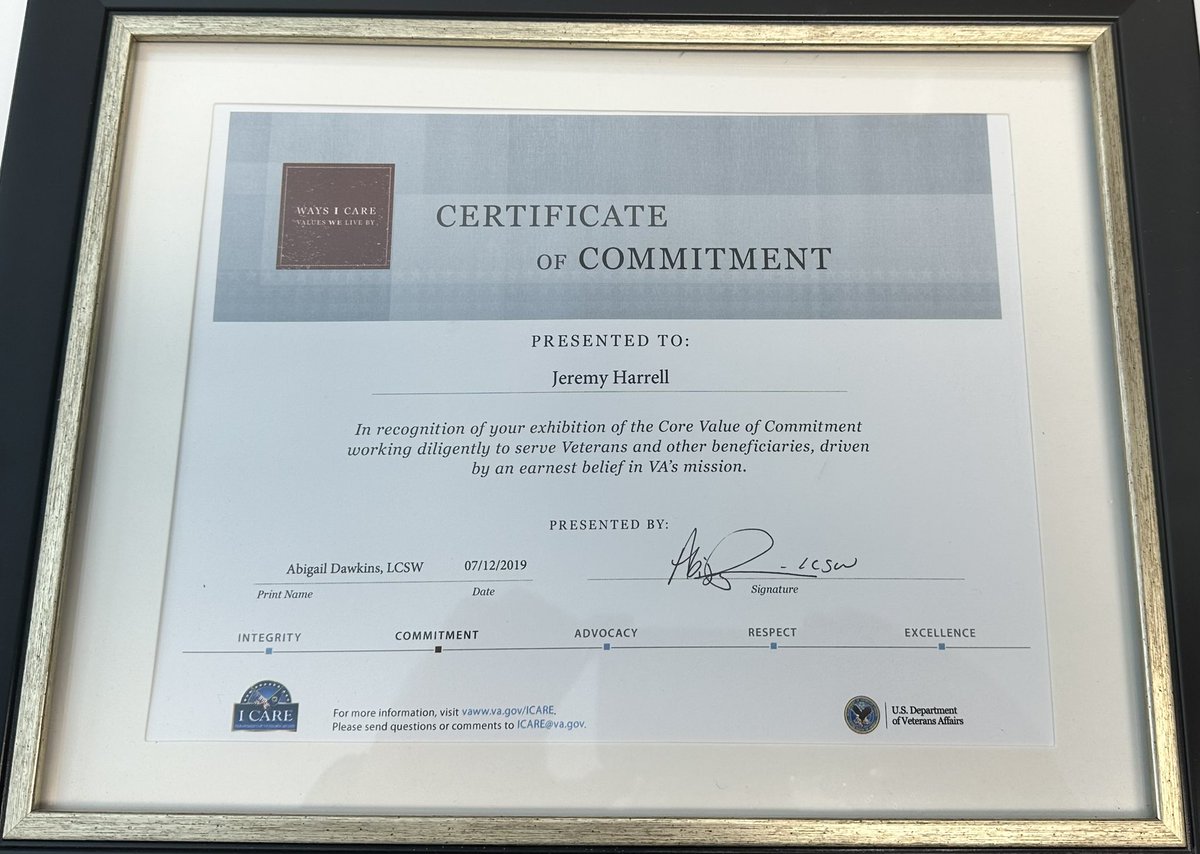 WAYS I CARE
VALUES WE LIVE BY
CERTIFICATE
OF COMMITMENT
PRESENTED TO:
Jeremy Harrell
In recognition of your exhibition of the Core Value of Commitment
working diligently to serve Veterans and other beneficiaries, driven
by an earnest belief in VA's mission.
PRESENTED BY:
Abigail Dawkins, LCSW 07/12/2019 - LCSW
Print Name Date Signature
INTEGRITY COMMITMENT ADVOCACY RESPECT EXCELLENCE
I CARE
For more information, visit vaww.va.gov/ICARE.
Please send questions or comments to ICARE@va.gov.
U.S. Department
of Veterans Affairs